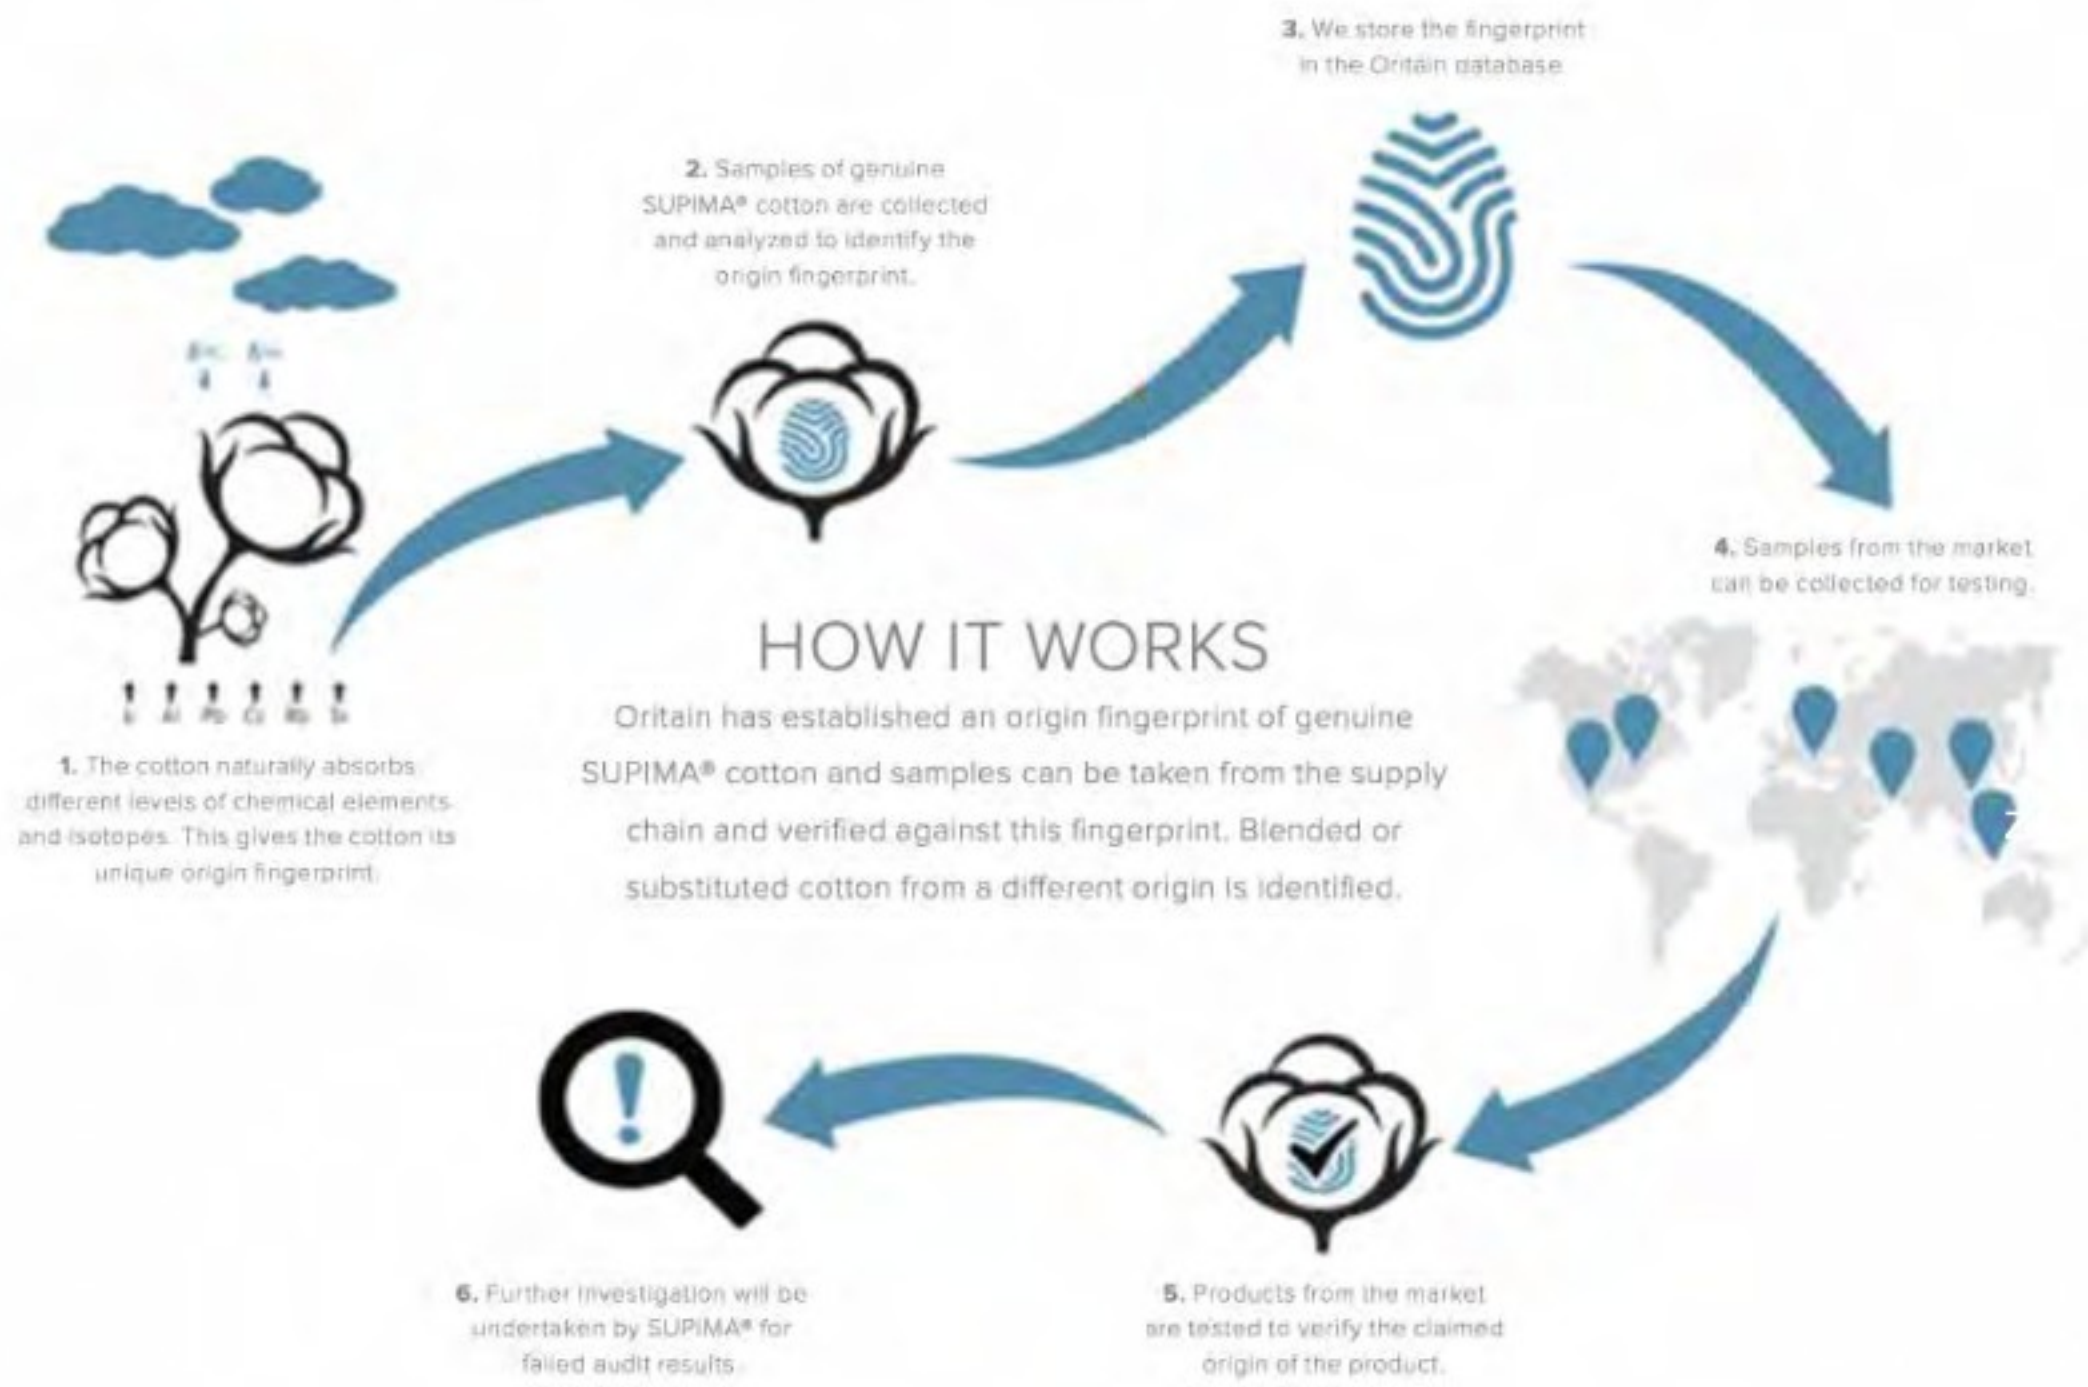 3. We store the fingerprint
in the Oritain database
2. Samples of genuine
SUPIMA® cotton are collected
and analyzed to identify the
origin fingerprint.
4. Samples from the market
can be collected for testing.
HOW IT WORKS
Oritain has established an origin fingerprint of genuine
SUPIMA® cotton and samples can be taken from the supply
chain and verified against this fingerprint. Blended or
substituted cotton from a different origin is identified.
1. The cotton naturally absorbs
different levels of chemical elements
and isotopes. This gives the cotton its
unique origin fingerprint.
6. Further investigation will be
undertaken by SUPIMA® for
failed audit results
5. Products from the market
are tested to verify the claimed
origin of the product.